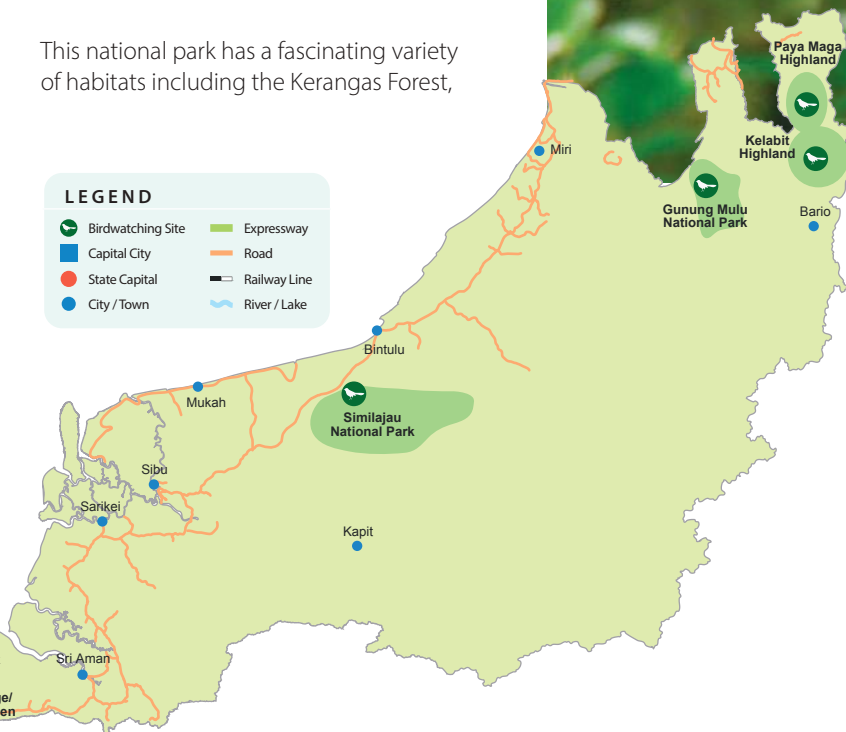 This national park has a fascinating variety
of habitats including the Kerangas Forest,
Paya Maga
Highland
Kelabit
Highland
Miri
Gunung Mulu
National Park
Bario
LEGEND
Birdwatching Site
Expressway
Capital City
Road
State Capital
Railway Line
City / Town
River / Lake
Bintulu
Mukah
Similajau
National Park
Sibu
Sarikei
Kapit
Sri Aman
ge/
en